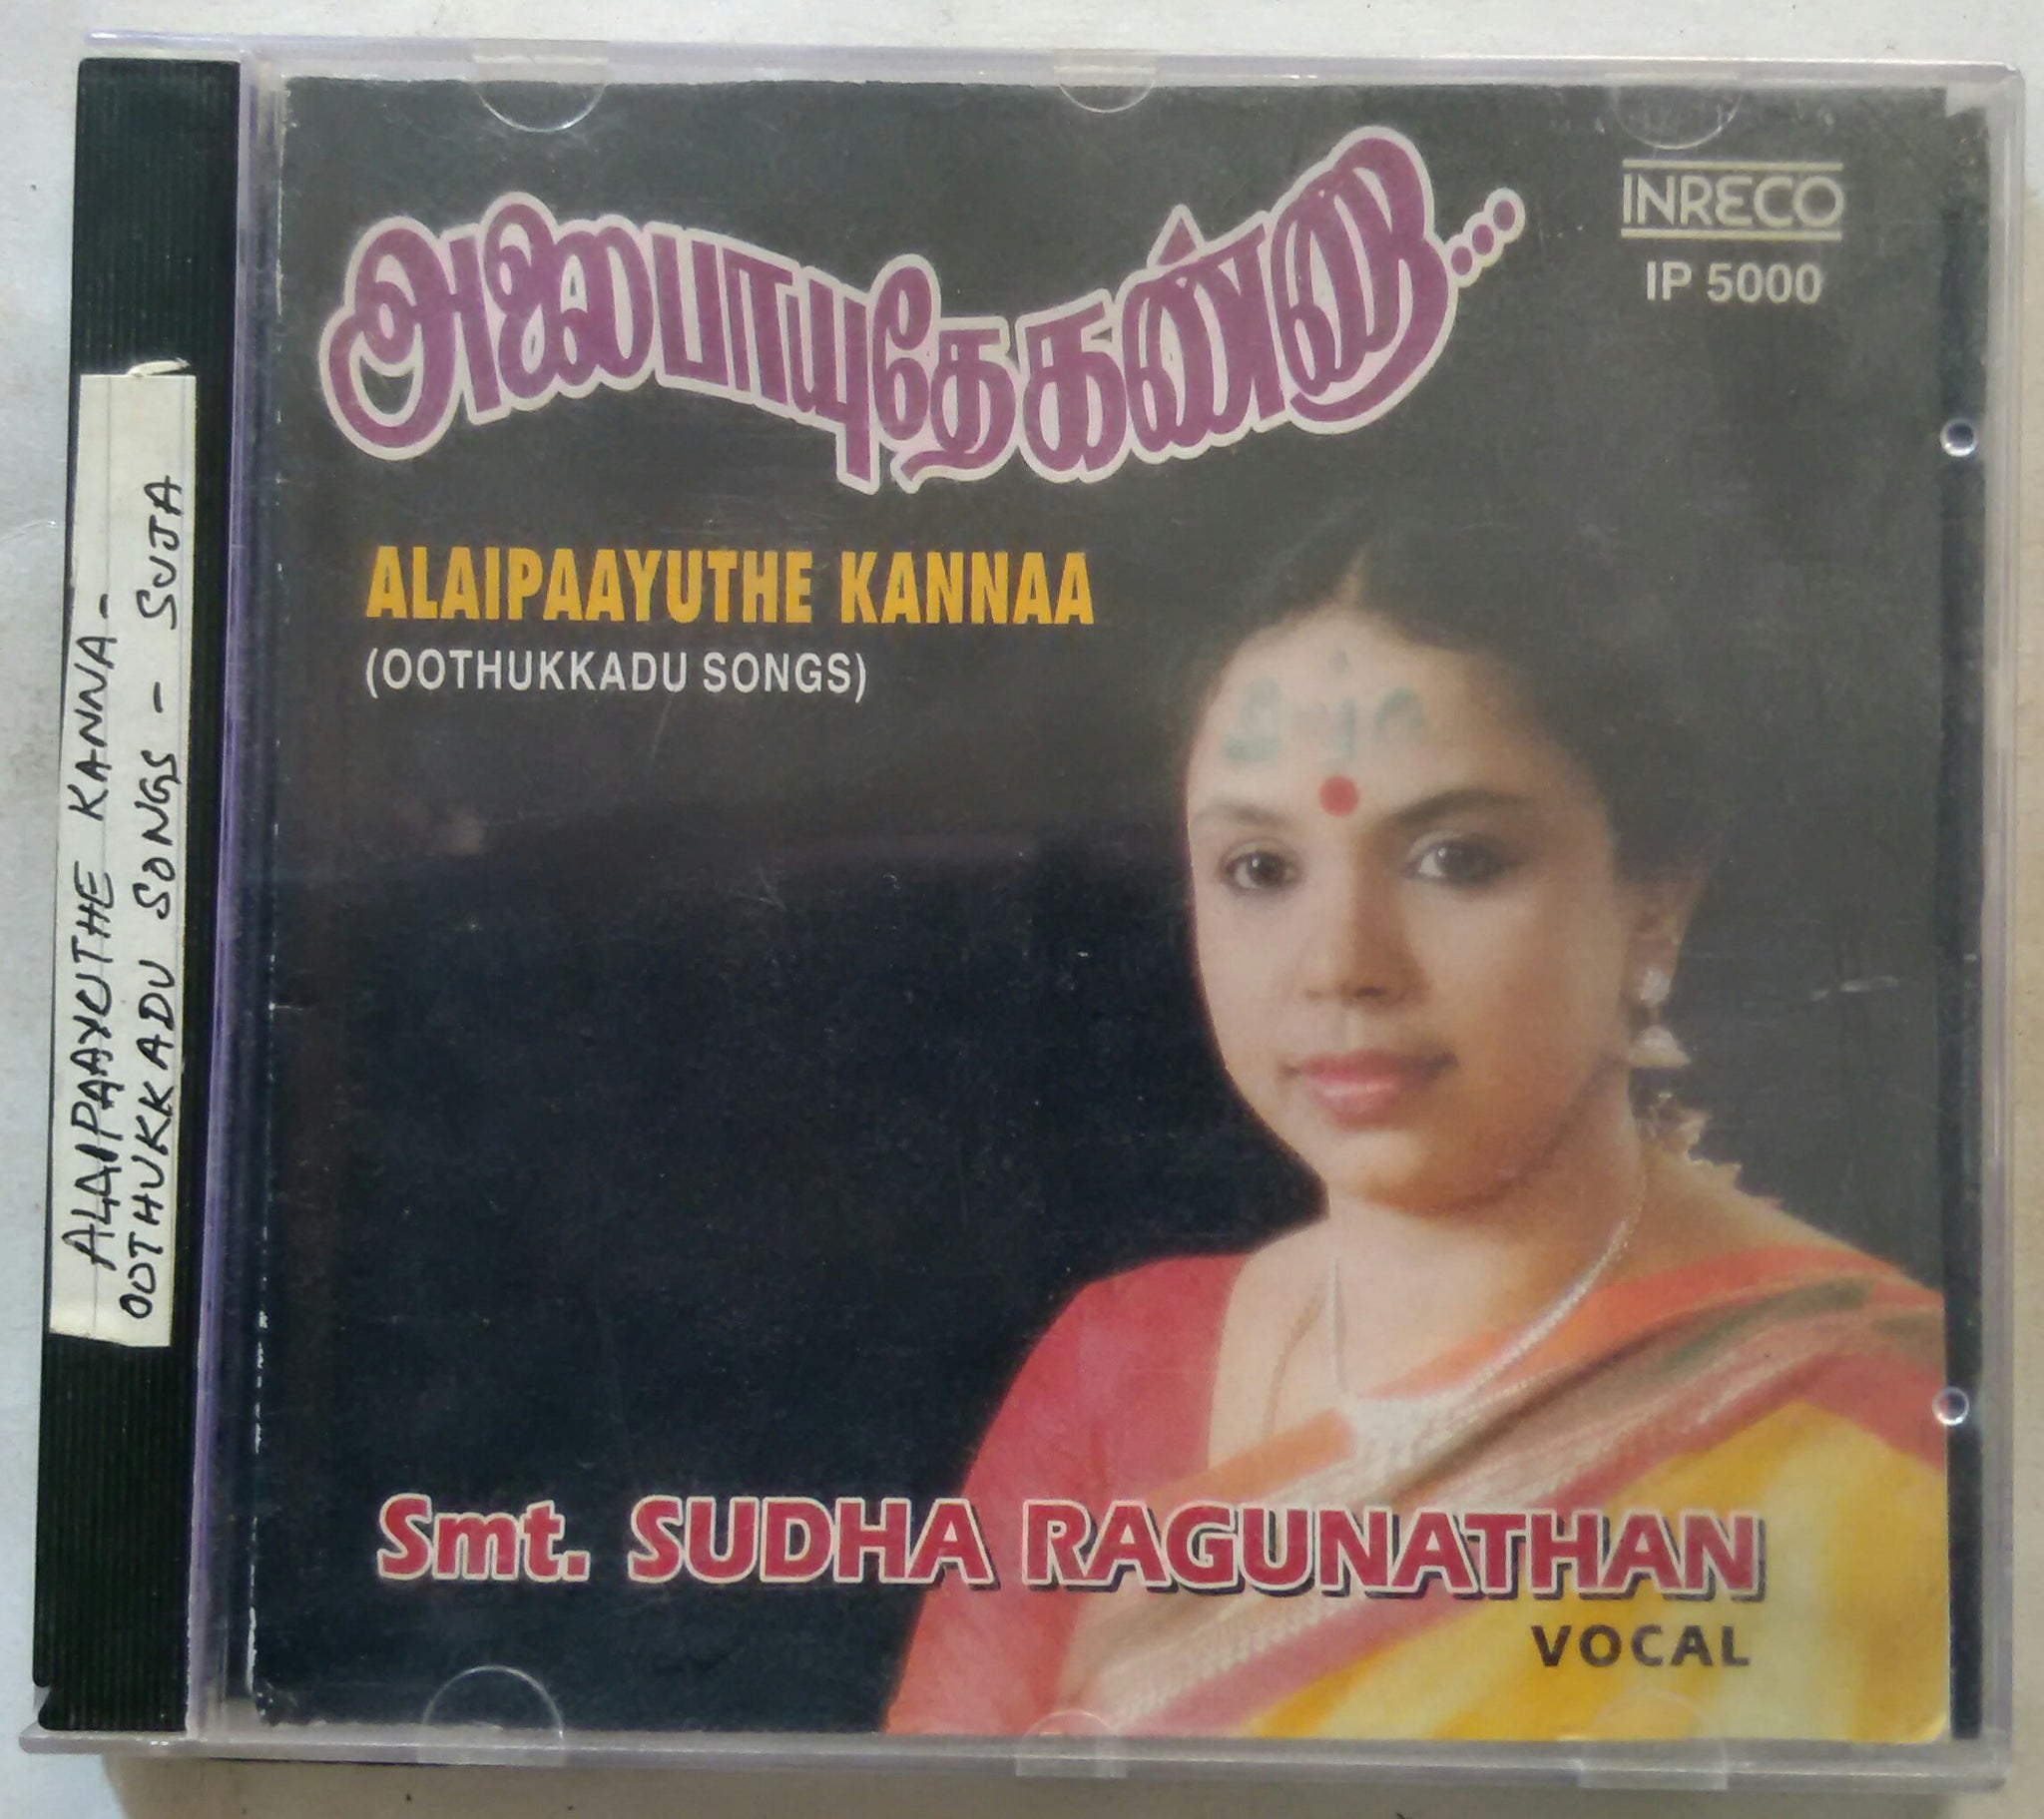 அலைபாயுதே கண்ணா...
INRECO
IP 5000
ALAIPAAYUTHE KANNAA
(OOTHUKKADU SONGS)
Smt. SUDHA RAGUNATHAN
VOCAL
ALAIPAAYUTHE KANNA-
OOTHUKKADU SONGS - SUJA